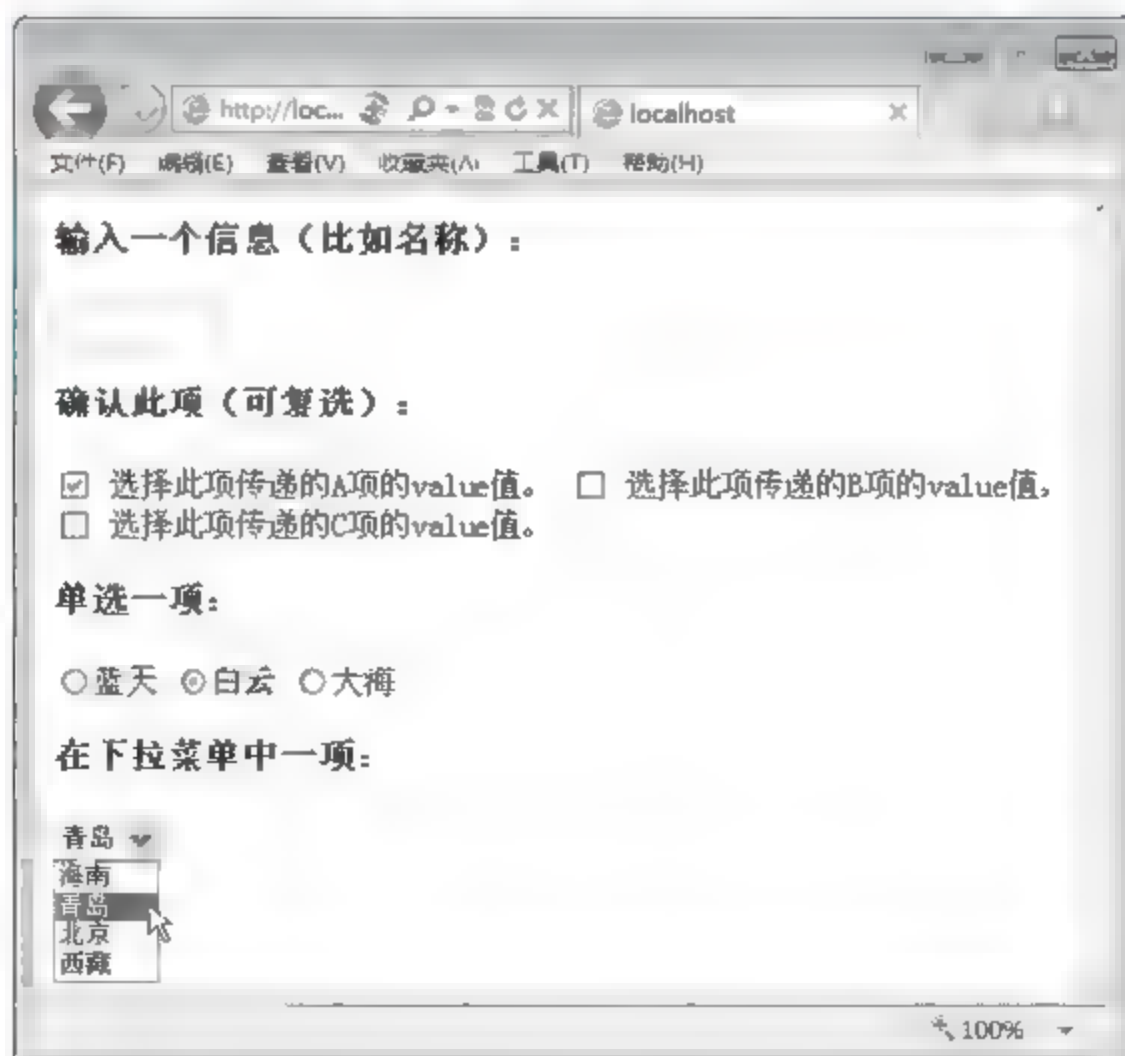 http://loc... localhost
文件(F) 编辑(E) 查看(V) 收藏夹(A) 工具(T) 帮助(H)
输入一个信息（比如名称）：
确认此项（可复选）：
选择此项传递的A项的value值。 选择此项传递的B项的value值。
选择此项传递的C项的value值。
单选一项：
蓝天 白云 大海
在下拉菜单中一项：
青岛
海南
青岛
北京
西藏
100%